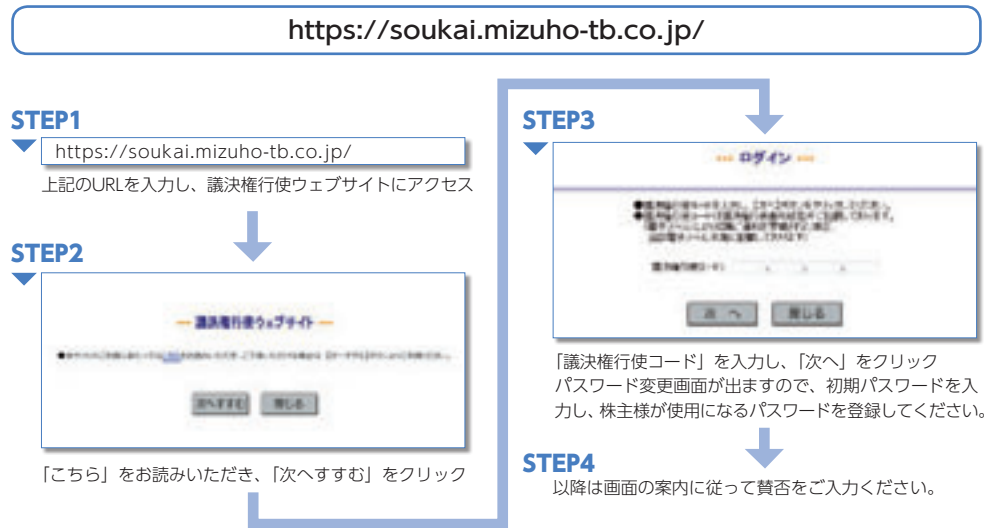 https://soukai.mizuho-tb.co.jp/
STEP1
https://soukai.mizuho-tb.co.jp/
上記のURLを入力し、議決権行使ウェブサイトにアクセス
STEP2
議決権行使ウェブサイト
次へすすむ 閉じる
「こちら」をお読みいただき、「次へすすむ」をクリック
STEP3
ログイン
次 へ 閉じる
「議決権行使コード」を入力し、「次へ」をクリック
パスワード変更画面が出ますので、初期パスワードを入
力し、株主様が使用になるパスワードを登録してください。
STEP4
以降は画面の案内に従って賛否をご入力ください。